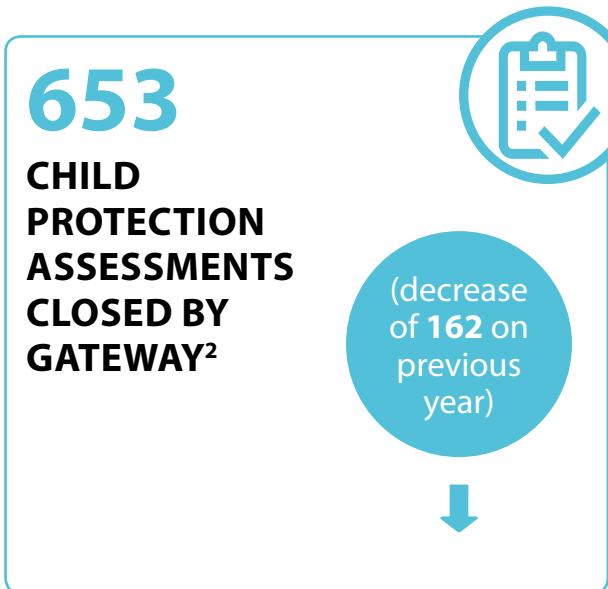 653
CHILD
PROTECTION
ASSESSMENTS
CLOSED BY
GATEWAY²
(decrease
of 162 on
previous
year)